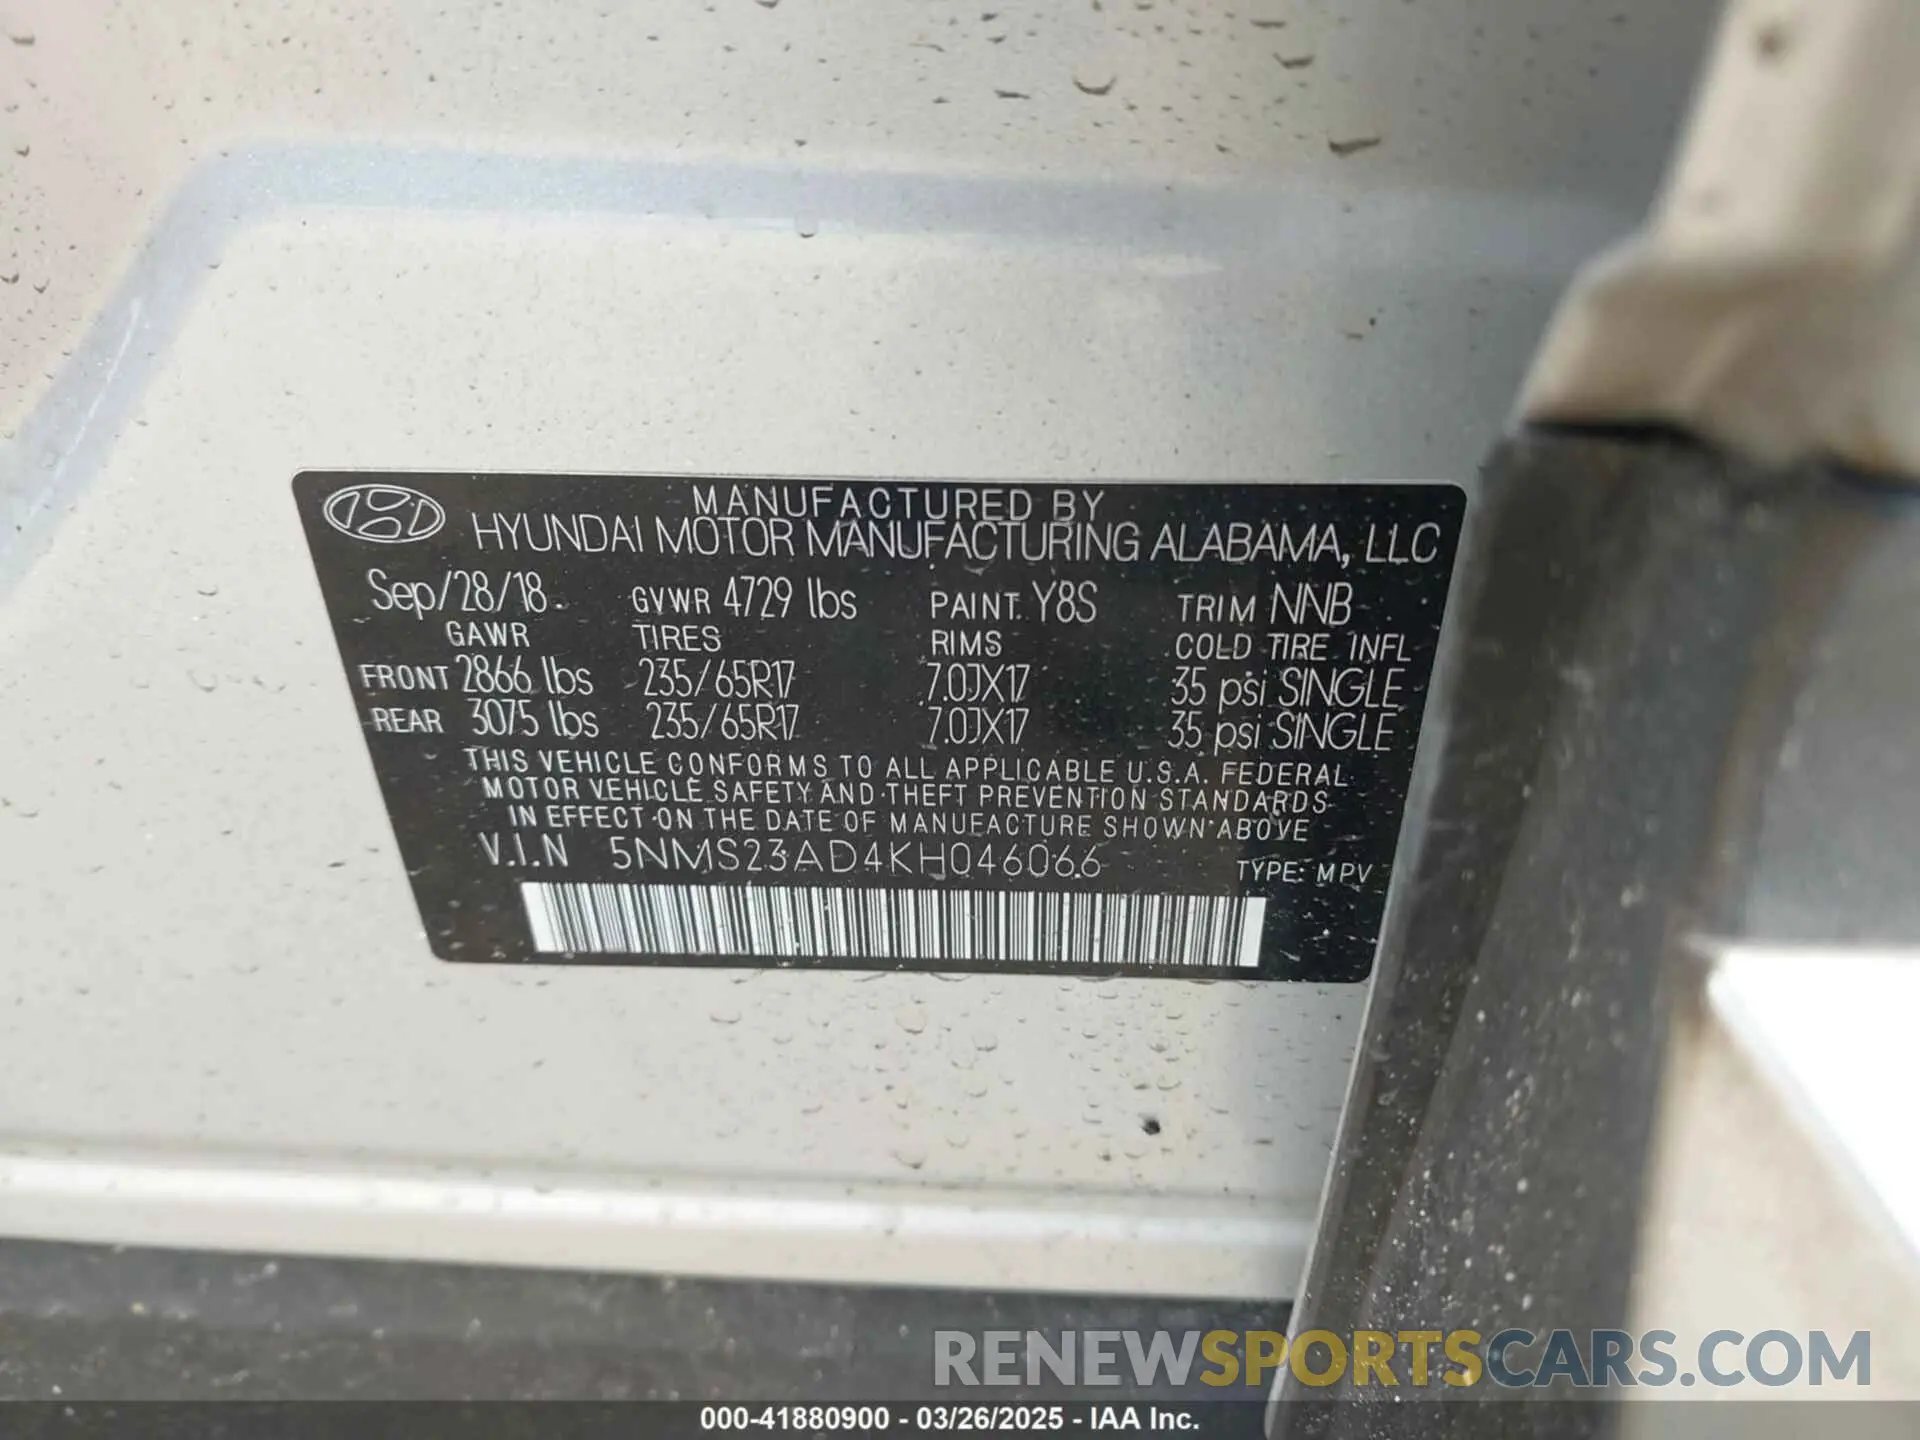 MANUFACTURED BY
HYUNDAI MOTOR MANUFACTURING ALABAMA, LLC
Sep/28/18 GVWR 4729 lbs PAINT Y8S TRIM NNB
GAWR TIRES RIMS COLD TIRE INFL
FRONT 2866 lbs 235/65R17 7.0JX17 35 psi SINGLE
REAR 3075 lbs 235/65R17 7.0JX17 35 psi SINGLE
THIS VEHICLE CONFORMS TO ALL APPLICABLE U.S.A. FEDERAL
MOTOR VEHICLE SAFETY AND THEFT PREVENTION STANDARDS
IN EFFECT ON THE DATE OF MANUFACTURE SHOWN ABOVE
V.I.N 5NMS23AD4KH046066 TYPE: MPV
RENEWSPORTSCARS.COM
000-41880900 - 03/26/2025 - IAA Inc.